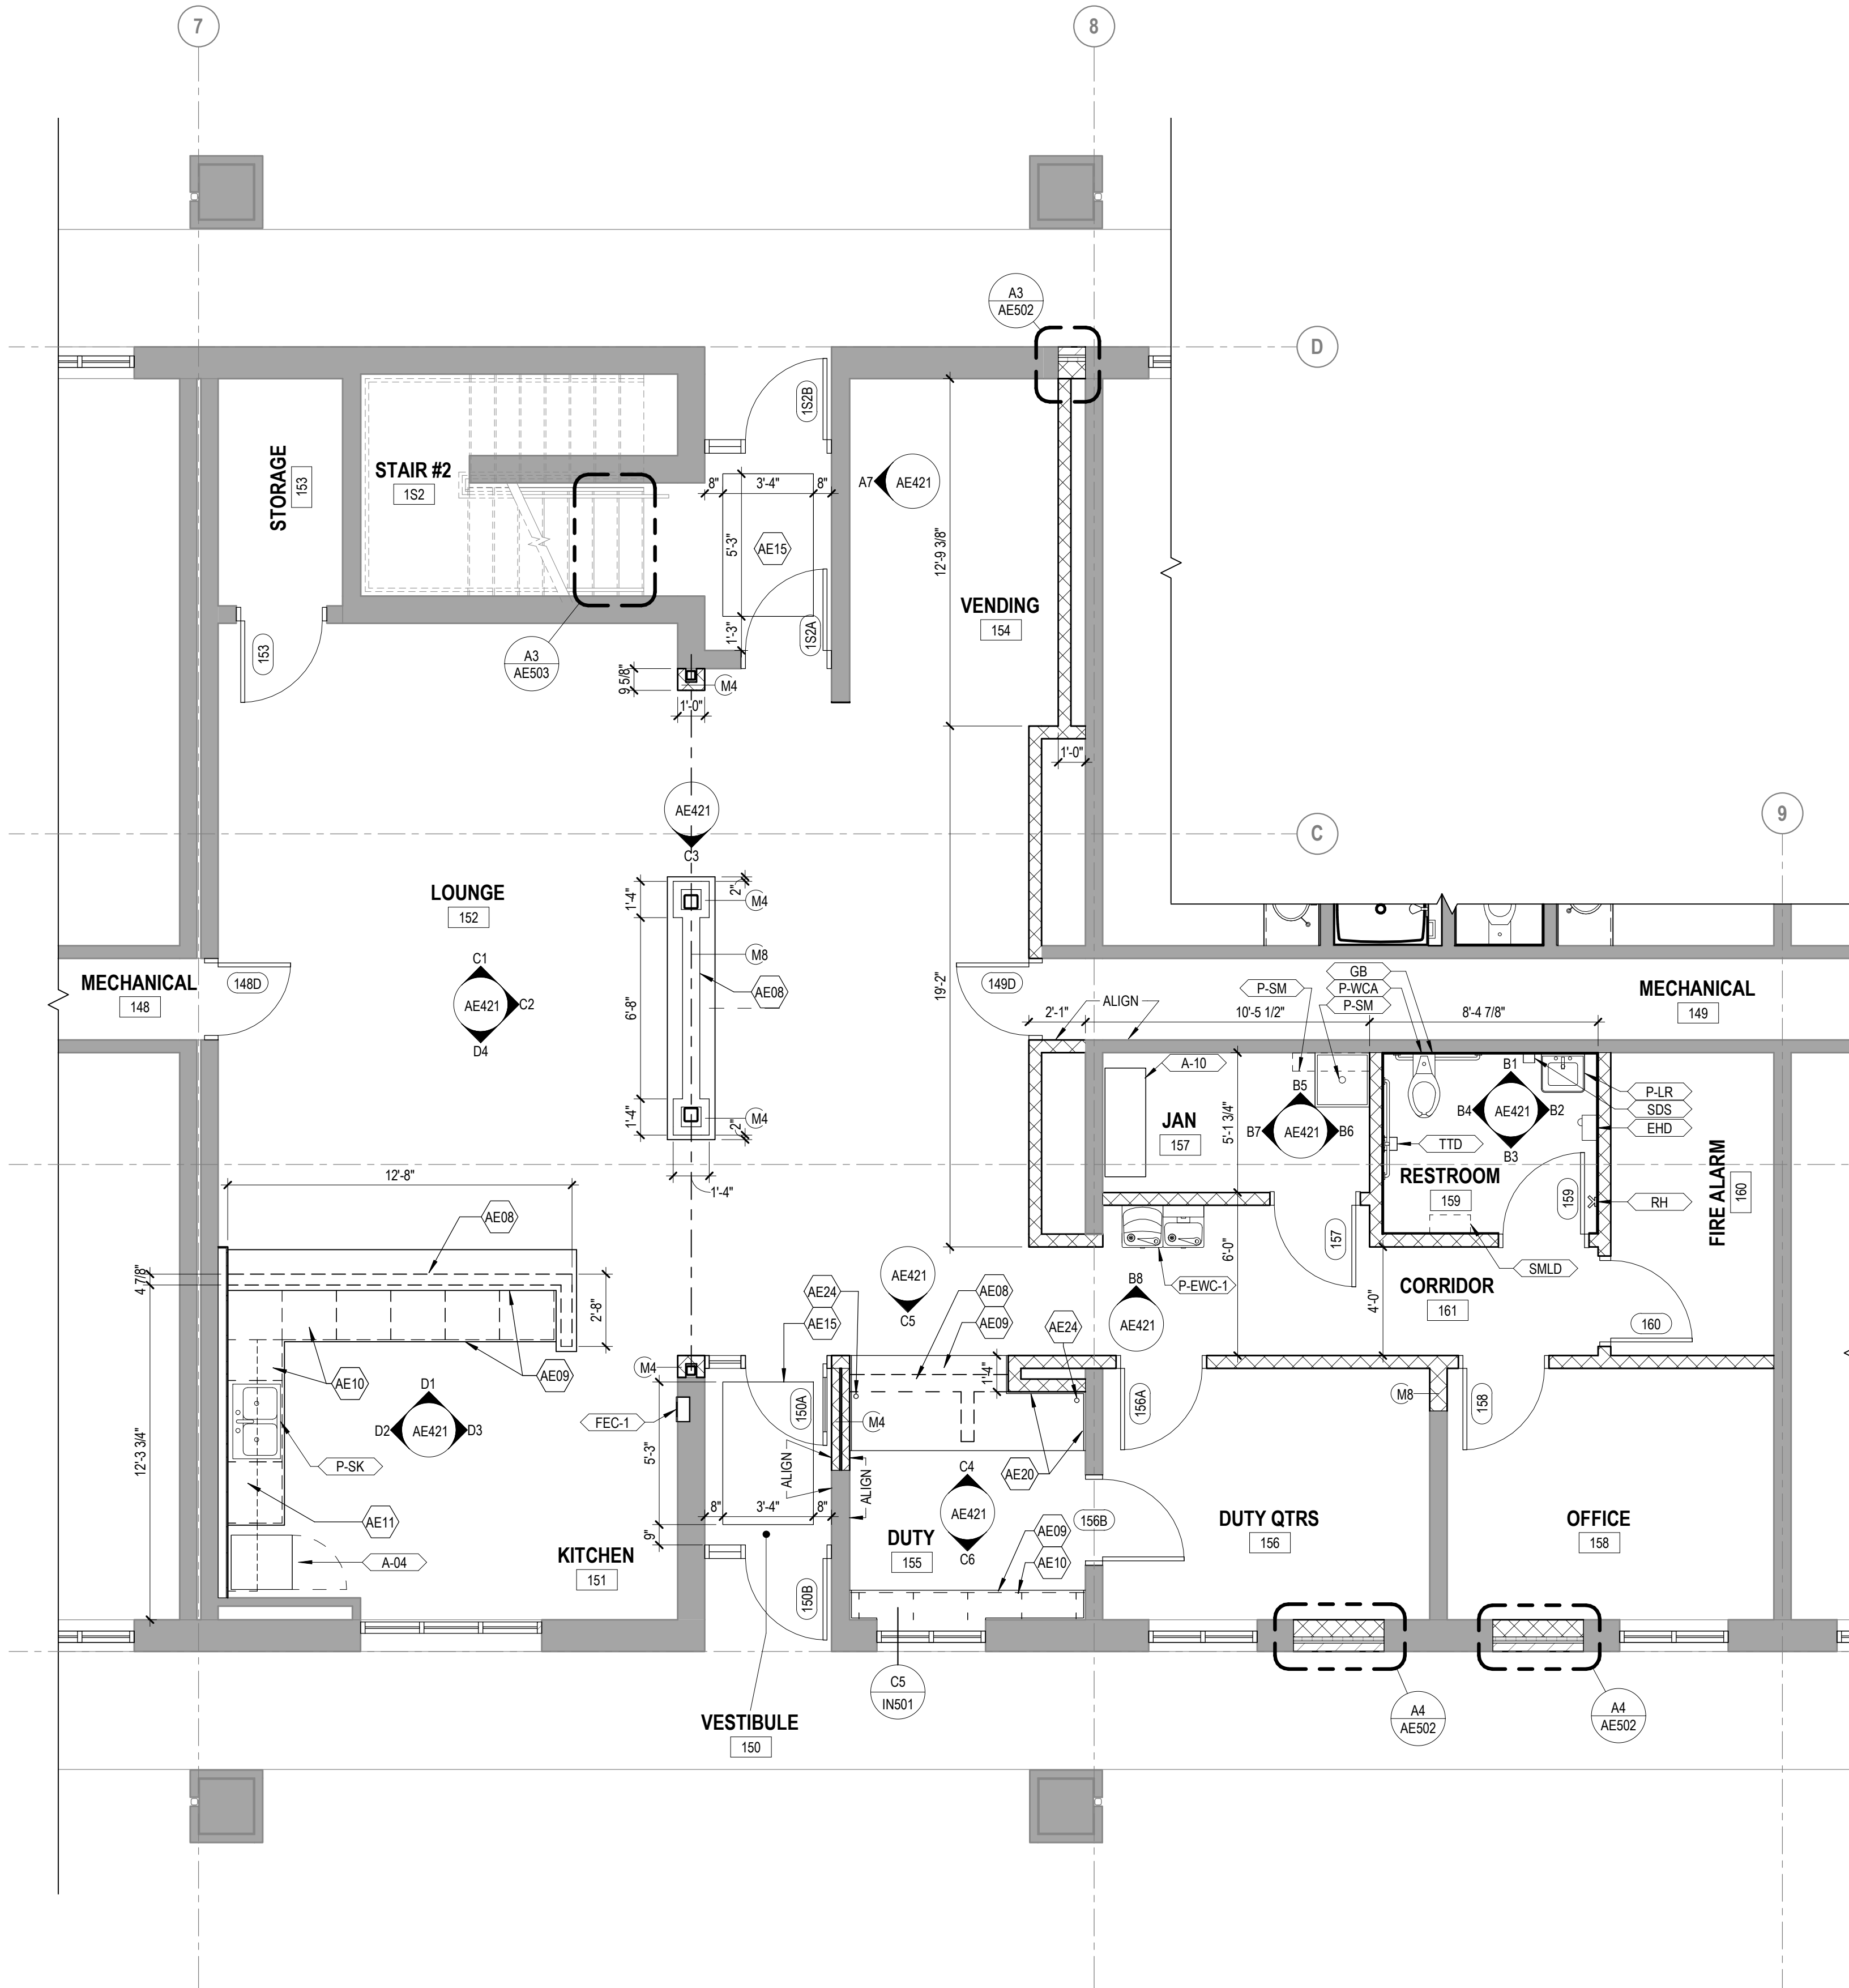 7
8
A3
AE502
D
1S2B
STORAGE
153
STAIR #2
1S2
8"
3'-4"
8"
A7
AE421
5'-3"
AE15
12'-9 3/8"
VENDING
154
1'-3"
1S2A
153
A3
AE503
9 5/8"
M4
1'-0"
1'-0"
AE421
C3
C
9
LOUNGE
152
1'-4"
2"
M4
C1
AE421
C2
D4
M8
AE08
6'-8"
MECHANICAL
148
148D
149D
19'-2"
P-SM
GB
P-WCA
P-SM
ALIGN
MECHANICAL
149
2'-1"
10'-5 1/2"
8'-4 7/8"
1'-4"
2"
M4
1'-4"
A-10
JAN
157
B5
B7
AE421
B6
5'-1 3/4"
B1
B4
AE421
B2
B3
P-LR
SDS
EHD
TTD
RESTROOM
159
159
RH
FIRE ALARM
160
12'-8"
AE08
4 7/8"
2'-8"
157
6'-0"
SMLD
P-EWC-1
B8
AE421
CORRIDOR
161
4'-0"
160
AE421
C5
AE24
AE15
AE08
AE09
AE24
AE10
AE09
M4
1'-4"
D1
D2
AE421
D3
FEC-1
150A
M4
156A
M8
158
12'-3 3/4"
P-SK
5'-3"
ALIGN
ALIGN
AE20
C4
AE421
C6
AE11
8"
3'-4"
8"
9"
DUTY
155
156B
DUTY QTRS
156
OFFICE
158
AE09
AE10
A-04
KITCHEN
151
150B
C5
IN501
A4
AE502
A4
AE502
VESTIBULE
150